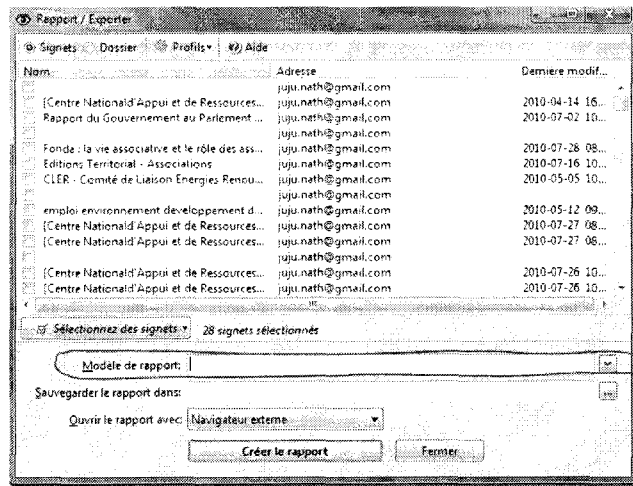 Rapport / Exporter
Signets Dossier Profils Aide
Nom Adresse Derniere modif...
juju.nath@gmail.com
[Centre Nationald'Appui et de Ressources... juju.nath@gmail.com 2010-04-14 16...
Rapport du Gouvernement au Parlement ... juju.nath@gmail.com 2010-07-02 10...
juju.nath@gmail.com
Fonda : la vie associative et le rôle des ass... juju.nath@gmail.com 2010-07-28 08...
Editions Territorial - Associations juju.nath@gmail.com 2010-07-16 10...
CLER - Comité de Liaison Energies Renou... juju.nath@gmail.com 2010-05-05 10...
juju.nath@gmail.com
emploi environnement developpement d... juju.nath@gmail.com 2010-05-12 09...
[Centre Nationald'Appui et de Ressources... juju.nath@gmail.com 2010-07-27 08...
[Centre Nationald'Appui et de Ressources... juju.nath@gmail.com 2010-07-27 08...
juju.nath@gmail.com
[Centre Nationald'Appui et de Ressources... juju.nath@gmail.com 2010-07-26 10...
[Centre Nationald'Appui et de Ressources... juju.nath@gmail.com 2010-07-26 10...
Sélectionnez des signets 28 signets sélectionnés
Modèle de rapport:
Sauvegarder le rapport dans: ...
Ouvrir le rapport avec: Navigateur externe
Créer le rapport Fermer